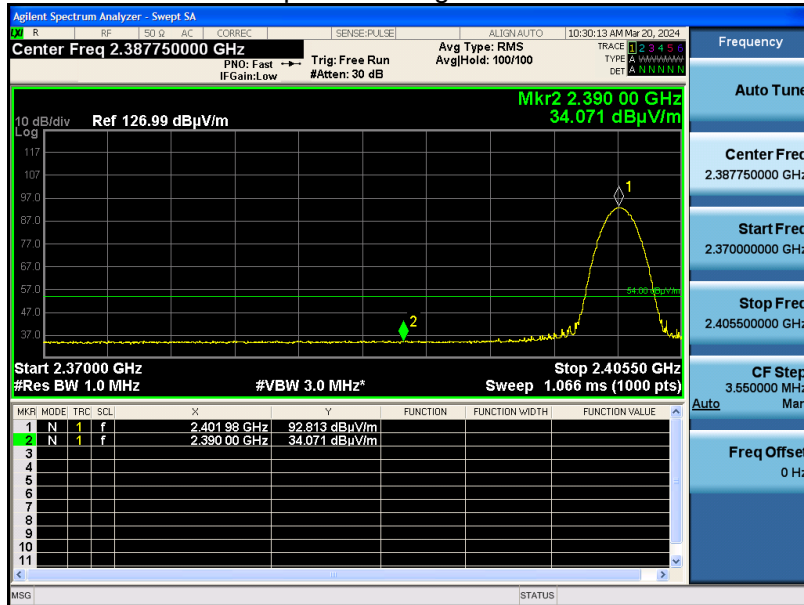 Agilent Spectrum Analyzer - Swept SA
LXI R RF 50 Ω AC CORREC SENSE:PULSE ALIGN AUTO 10:30:13 AM Mar 20, 2024
Center Freq 2.387750000 GHz
PNO: Fast
IFGain:Low
Trig: Free Run
#Atten: 30 dB
Avg Type: RMS
Avg|Hold: 100/100
TRACE 1 2 3 4 5 6
TYPE A
DET A N N N N N
Mkr2 2.390 00 GHz
34.071 dBµV/m
10 dB/div Ref 126.99 dBµV/m
Log
117
107
97.0
87.0
77.0
67.0
57.0
47.0
37.0
1
2
54.00 dBµV/m
Start 2.37000 GHz Stop 2.40550 GHz
#Res BW 1.0 MHz #VBW 3.0 MHz* Sweep 1.066 ms (1000 pts)
MKR MODE TRC SCL X Y FUNCTION FUNCTION WIDTH FUNCTION VALUE
1 N 1 f 2.401 98 GHz 92.813 dBµV/m
2 N 1 f 2.390 00 GHz 34.071 dBµV/m
3
4
5
6
7
8
9
10
11
MSG STATUS
Frequency
Auto Tune
Center Freq
2.387750000 GHz
Start Freq
2.370000000 GHz
Stop Freq
2.405500000 GHz
CF Step
3.550000 MHz
Auto Man
Freq Offset
0 Hz